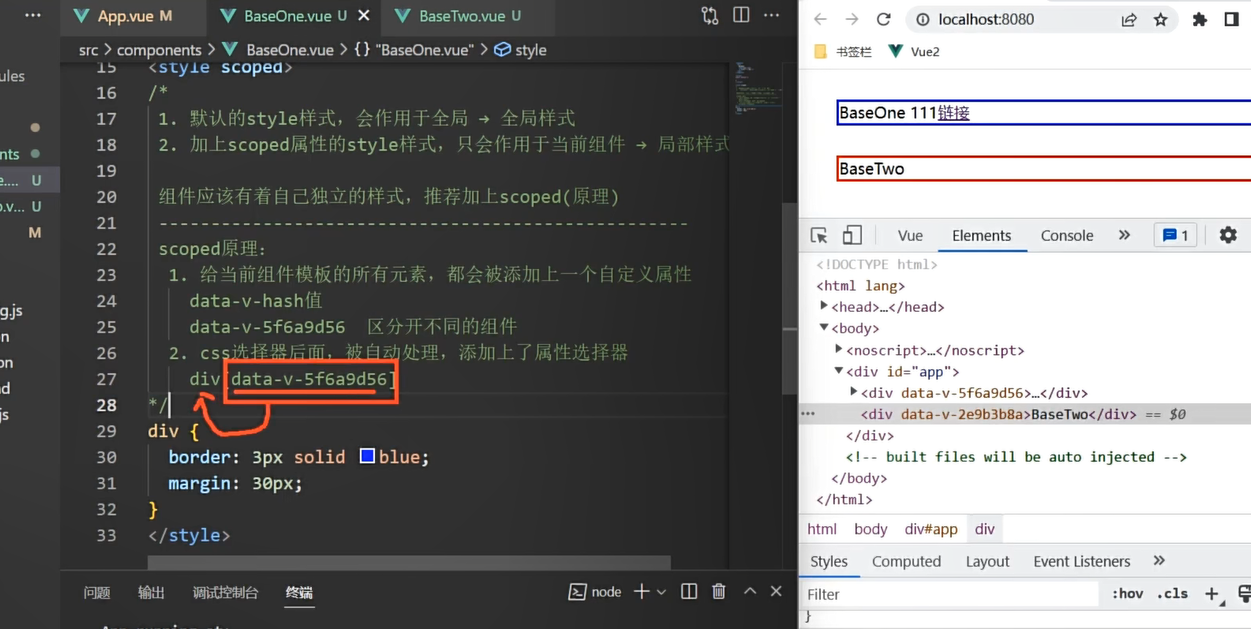 App.vue M
BaseOne.vue U
BaseTwo.vue U
src > components > BaseOne.vue > {} "BaseOne.vue" > style
15 <style scoped>
16 /*
17 1. 默认的style样式，会作用于全局 → 全局样式
18 2. 加上scoped属性的style样式，只会作用于当前组件 → 局部样式
19
20 组件应该有着自己独立的样式，推荐加上scoped(原理)
21 ---------------------------------------------------
22 scoped原理：
23 1. 给当前组件模板的所有元素，都会被添加上一个自定义属性
24 data-v-hash值
25 data-v-5f6a9d56 区分开不同的组件
26 2. css选择器后面，被自动处理，添加上了属性选择器
27 div[data-v-5f6a9d56]
28 */
29 div {
30 border: 3px solid blue;
31 margin: 30px;
32 }
33 </style>
问题 输出 调试控制台 终端
node
ules
nts
e.... U
o.v... U
M
g.js
n
on
d
js
localhost:8080
书签栏 Vue2
BaseOne 111链接
BaseTwo
Vue Elements Console » 1
<!DOCTYPE html>
<html lang>
<head>…</head>
<body>
<noscript>…</noscript>
<div id="app">
<div data-v-5f6a9d56>…</div>
<div data-v-2e9b3b8a>BaseTwo</div> == $0
</div>
<!-- built files will be auto injected -->
</body>
</html>
html body div#app div
Styles Computed Layout Event Listeners »
Filter :hov .cls +
}